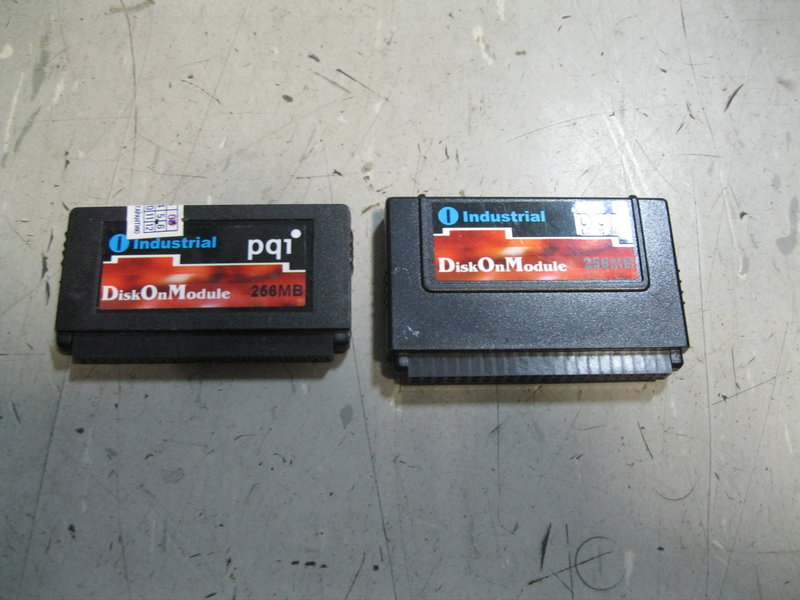 Industrial
pqi
DiskOnModule 256MB
Industrial
DiskOnModule 256MB